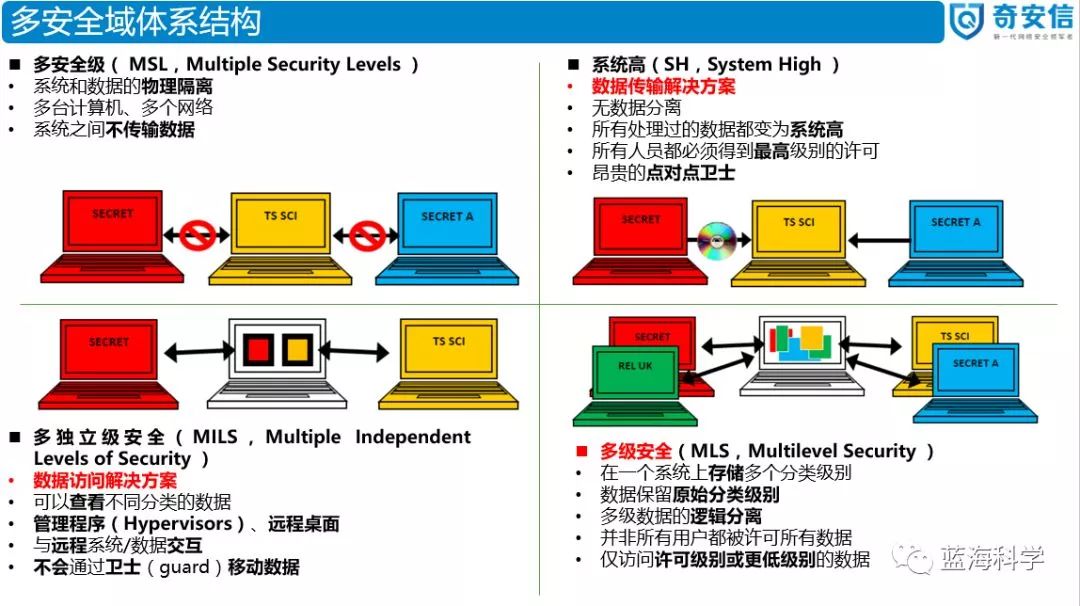 多安全域体系结构
奇安信
新一代网络安全领军者
■ 多安全级（ MSL，Multiple Security Levels ）
• 系统和数据的物理隔离
• 多台计算机、多个网络
• 系统之间不传输数据
SECRET
TS SCI
SECRET A
■ 系统高（SH，System High ）
• 数据传输解决方案
• 无数据分离
• 所有处理过的数据都变为系统高
• 所有人员都必须得到最高级别的许可
• 昂贵的点对点卫士
SECRET
TS SCI
SECRET A
SECRET
TS SCI
■ 多独立级安全（ MILS ，Multiple Independent
Levels of Security ）
• 数据访问解决方案
• 可以查看不同分类的数据
• 管理程序（Hypervisors）、远程桌面
• 与远程系统/数据交互
• 不会通过卫士（guard）移动数据
SECRET
REL UK
TS SCI
SECRET A
■ 多级安全（MLS，Multilevel Security ）
• 在一个系统上存储多个分类级别
• 数据保留原始分类级别
• 多级数据的逻辑分离
• 并非所有用户都被许可所有数据
• 仅访问许可级别或更低级别的数据
蓝海科学